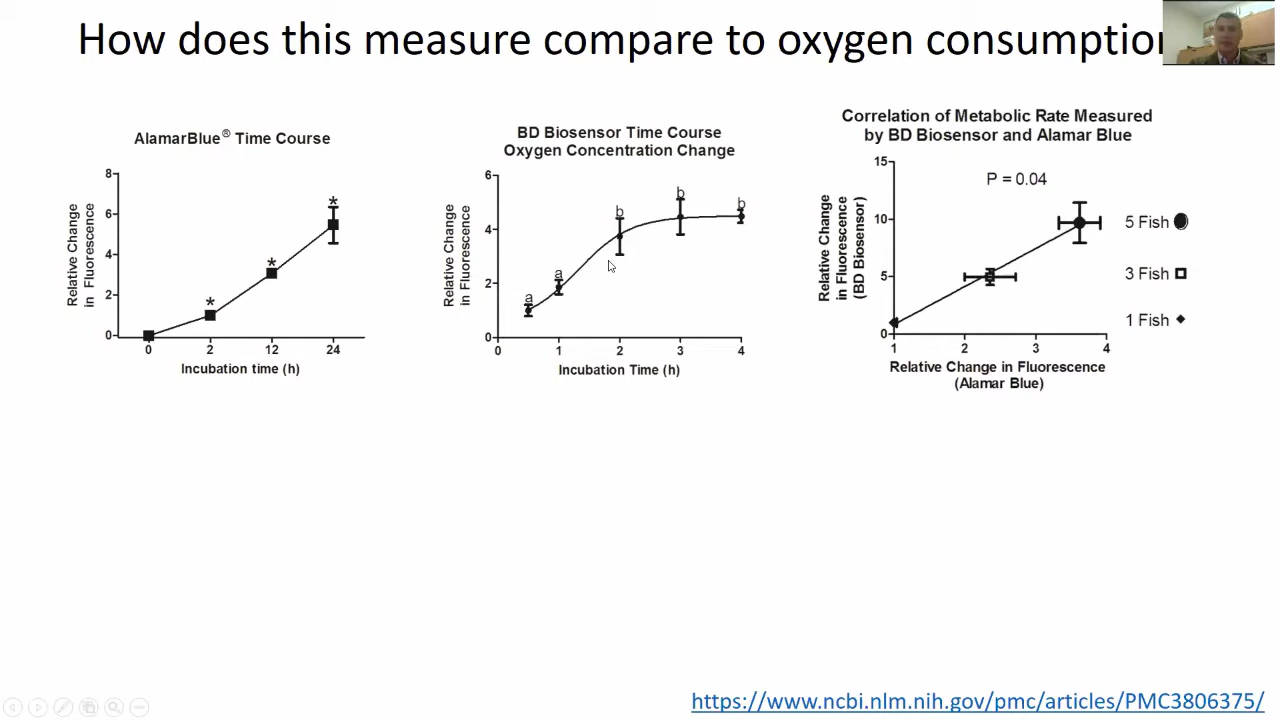 How does this measure compare to oxygen consumption
AlamarBlue® Time Course
Relative Change
in Fluorescence
8
6
4
2
0
*
*
*
0 2 12 24
Incubation time (h)
BD Biosensor Time Course
Oxygen Concentration Change
Relative Change
in Fluorescence
6
4
2
0
a
a
b
b
b
0 1 2 3 4
Incubation Time (h)
Correlation of Metabolic Rate Measured
by BD Biosensor and Alamar Blue
Relative Change
in Fluorescence
(BD Biosensor)
15
10
5
0
P = 0.04
1 2 3 4
Relative Change in Fluorescence
(Alamar Blue)
5 Fish
3 Fish
1 Fish
https://www.ncbi.nlm.nih.gov/pmc/articles/PMC3806375/